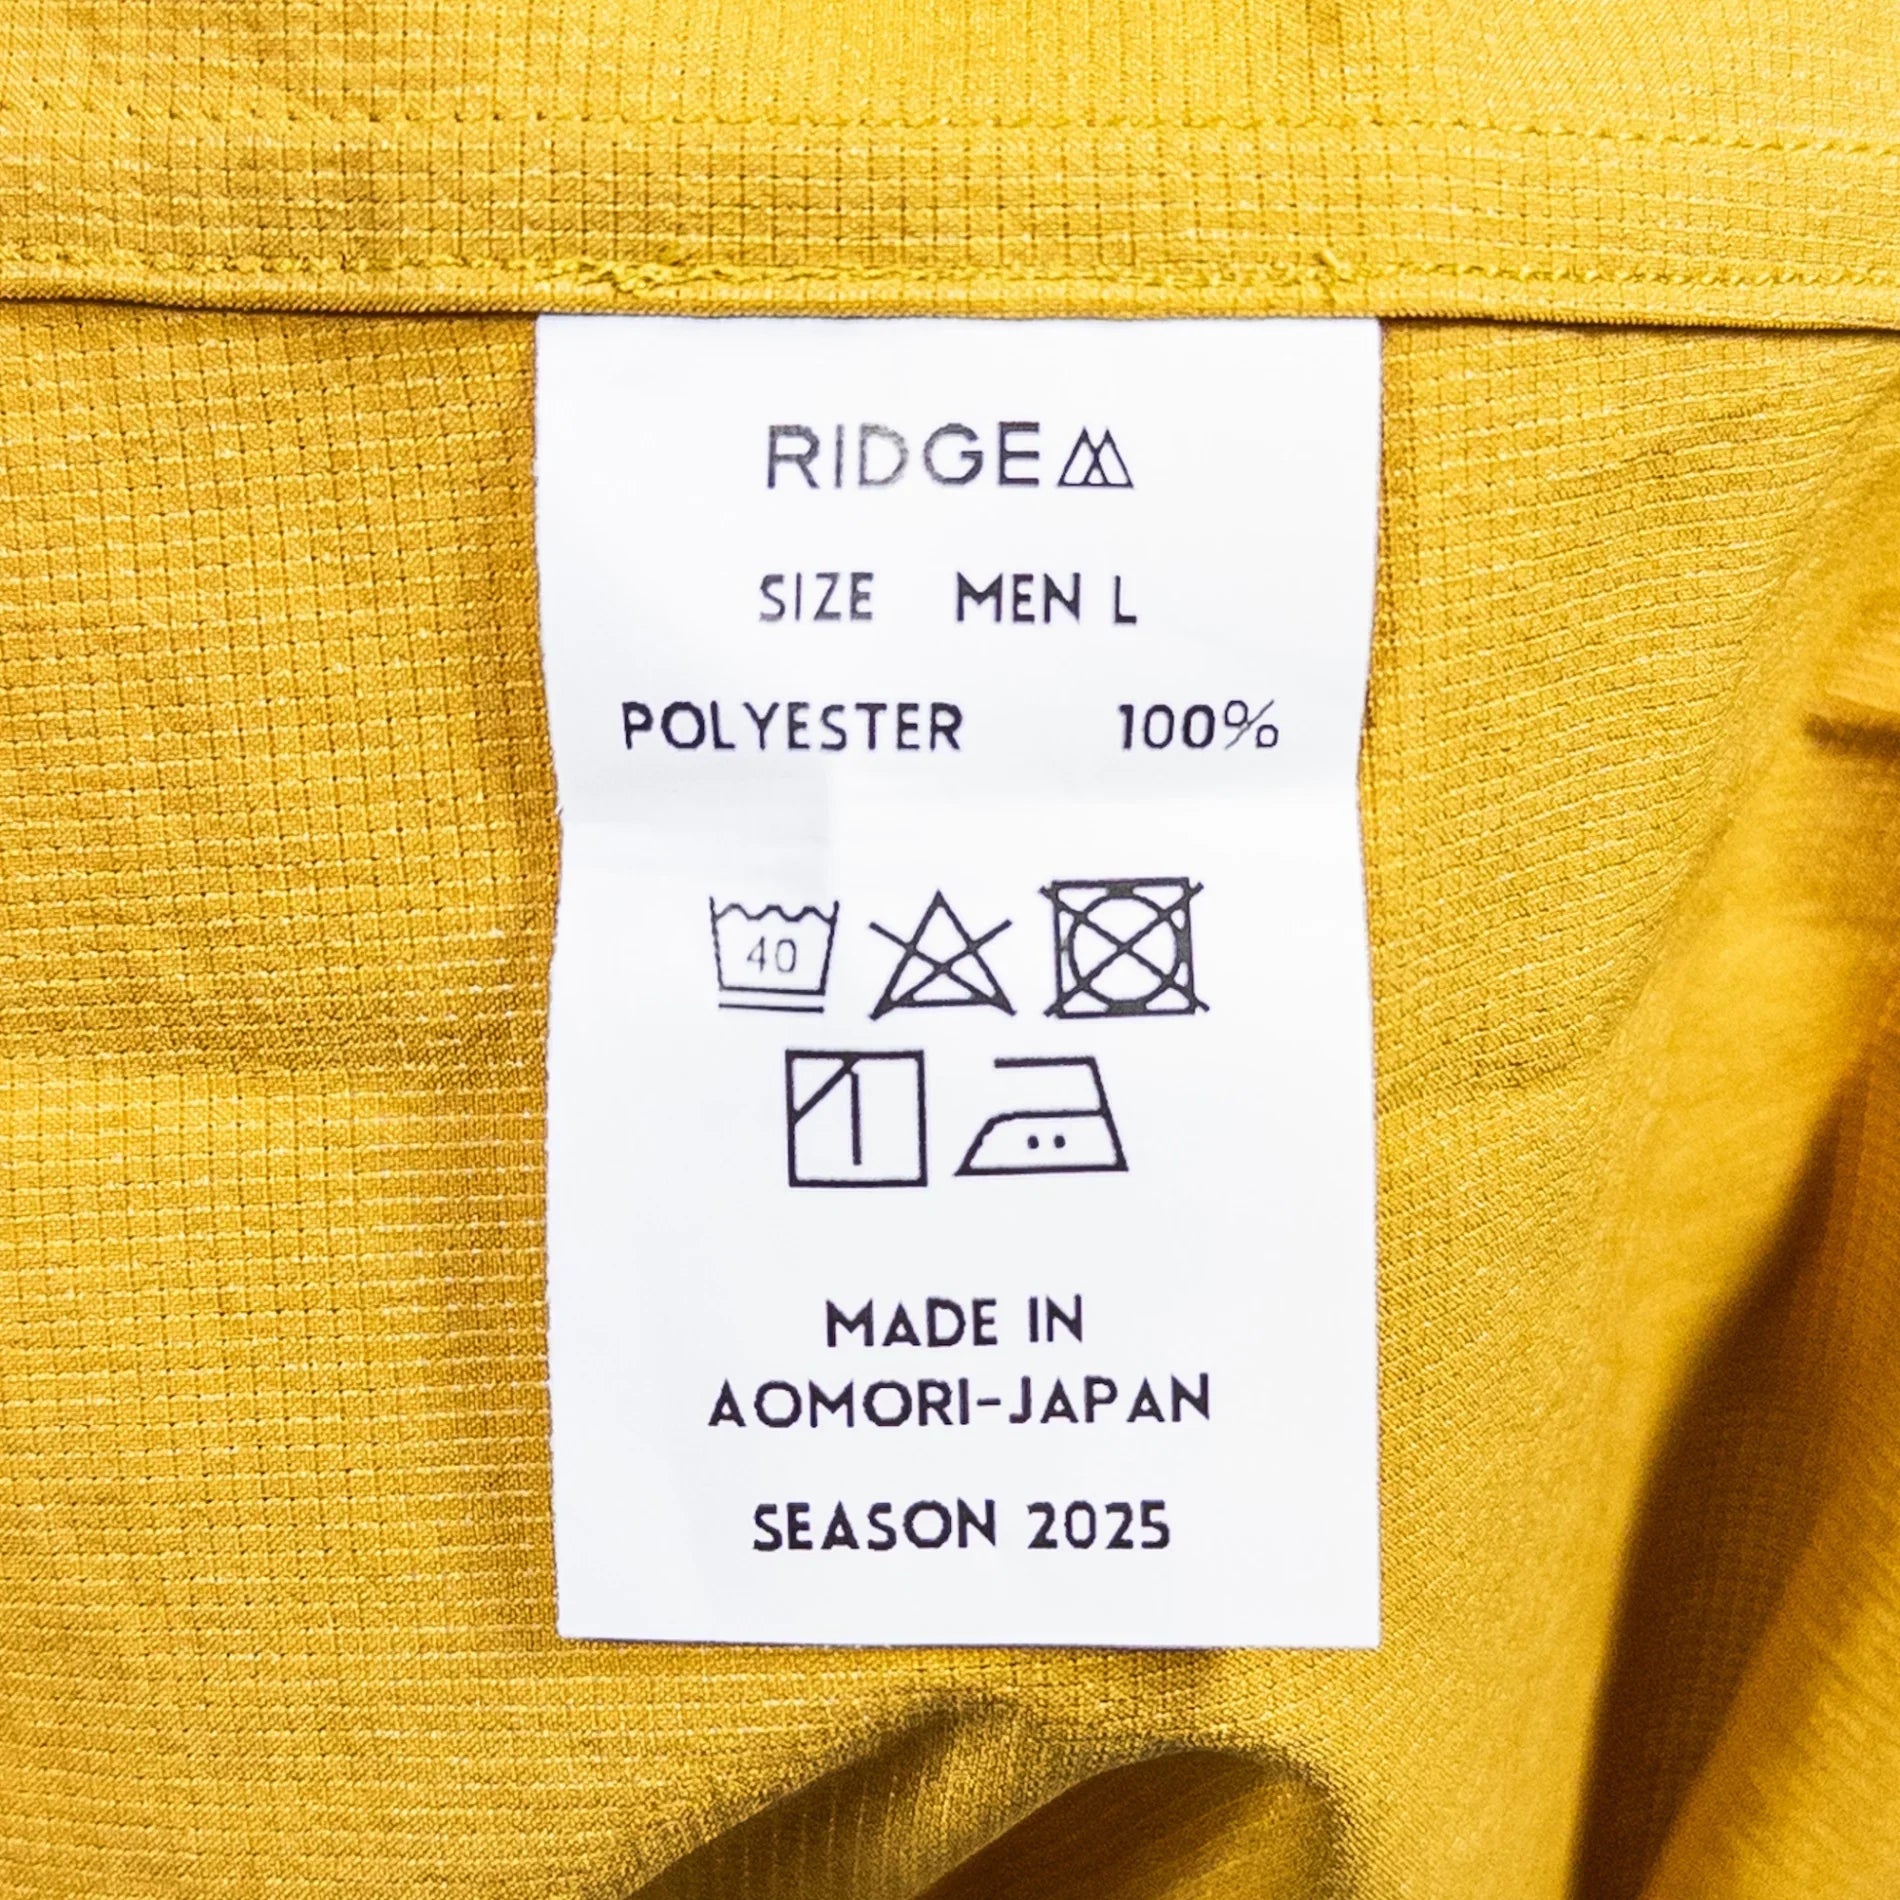 RIDGE
SIZE MEN L
POLYESTER 100%
40
MADE IN
AOMORI-JAPAN
SEASON 2025